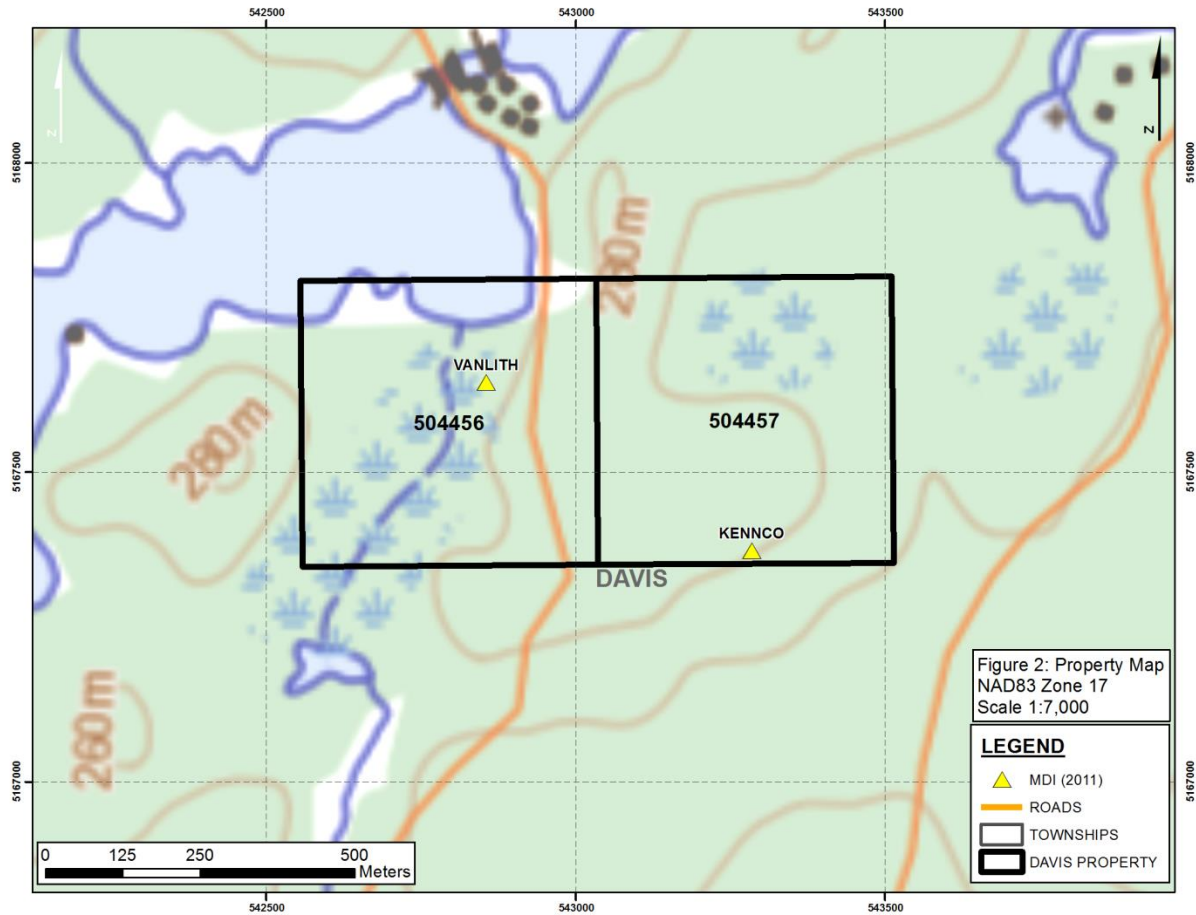 542500
543000
543500
N
N
5168000
5168000
280m
VANLITH
504456
504457
280m
5167500
5167500
KENNCO
DAVIS
260m
Figure 2: Property Map
NAD83 Zone 17
Scale 1:7,000
LEGEND
MDI (2011)
ROADS
TOWNSHIPS
DAVIS PROPERTY
5167000
5167000
0 125 250 500
Meters
542500
543000
543500